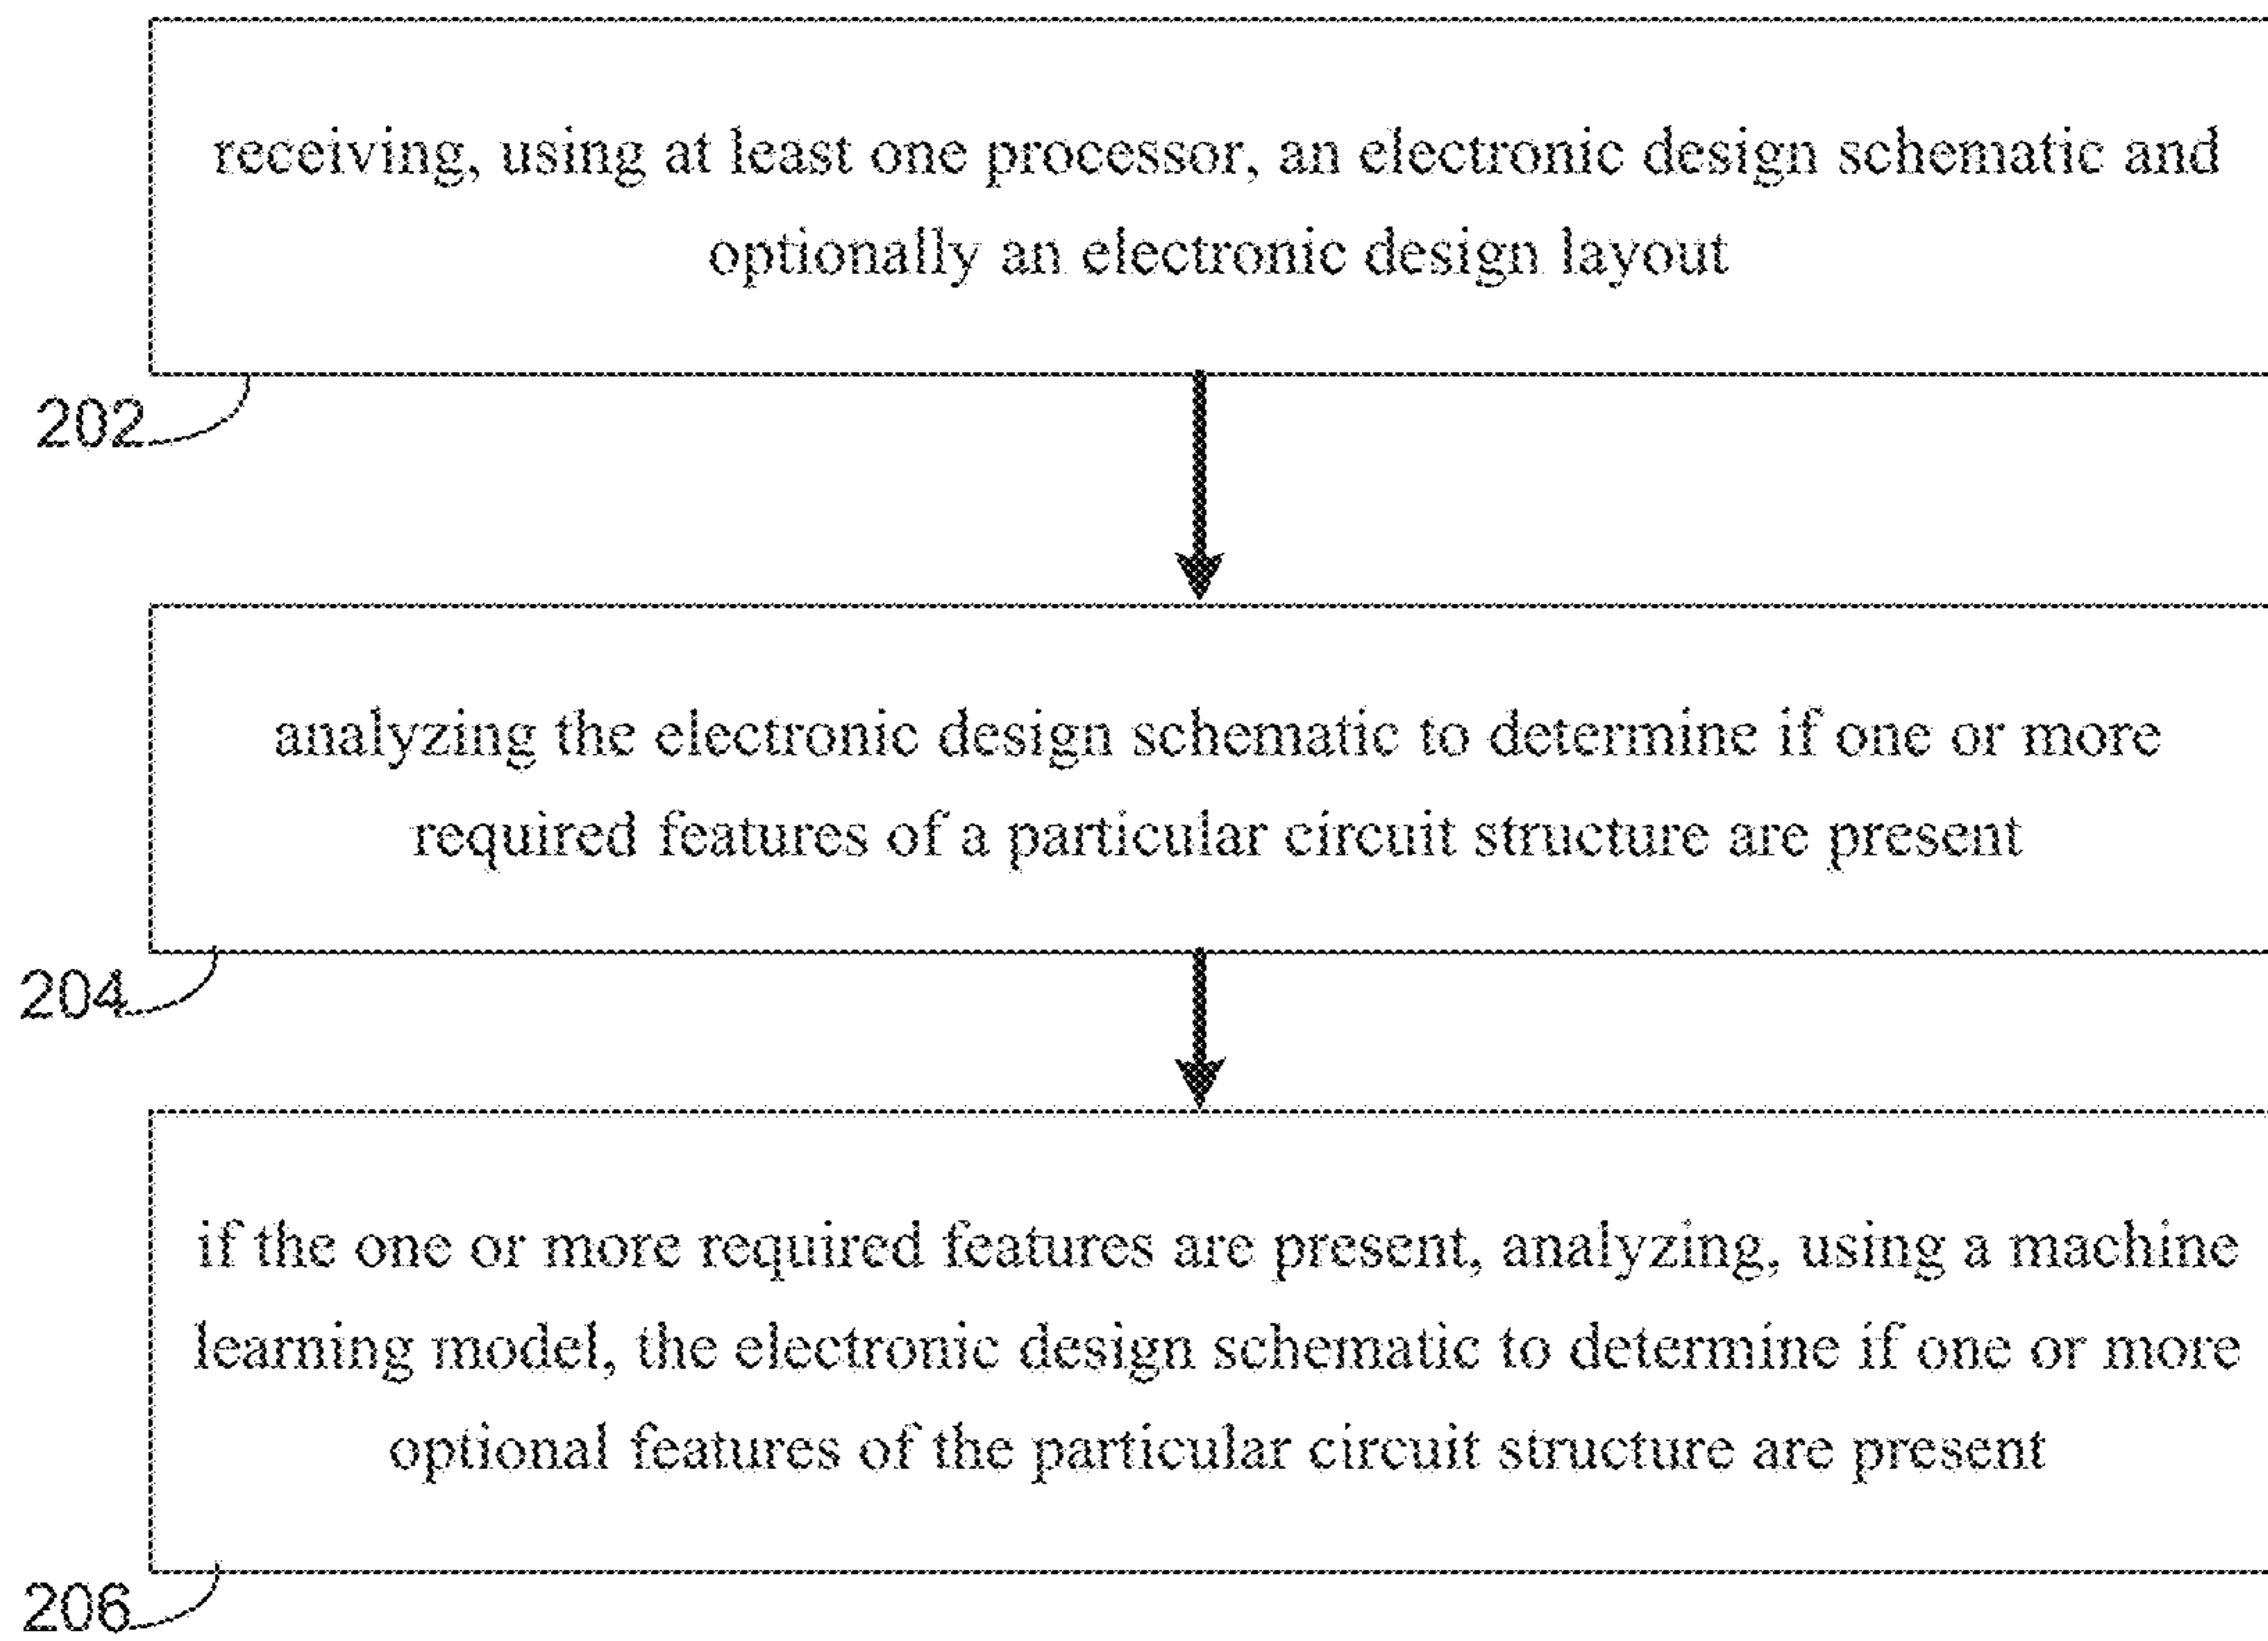 receiving, using at least one processor, an electronic design schematic and
optionally an electronic design layout
202
analyzing the electronic design schematic to determine if one or more
required features of a particular circuit structure are present
204
if the one or more required features are present, analyzing, using a machine
learning model, the electronic design schematic to determine if one or more
optional features of the particular circuit structure are present
206